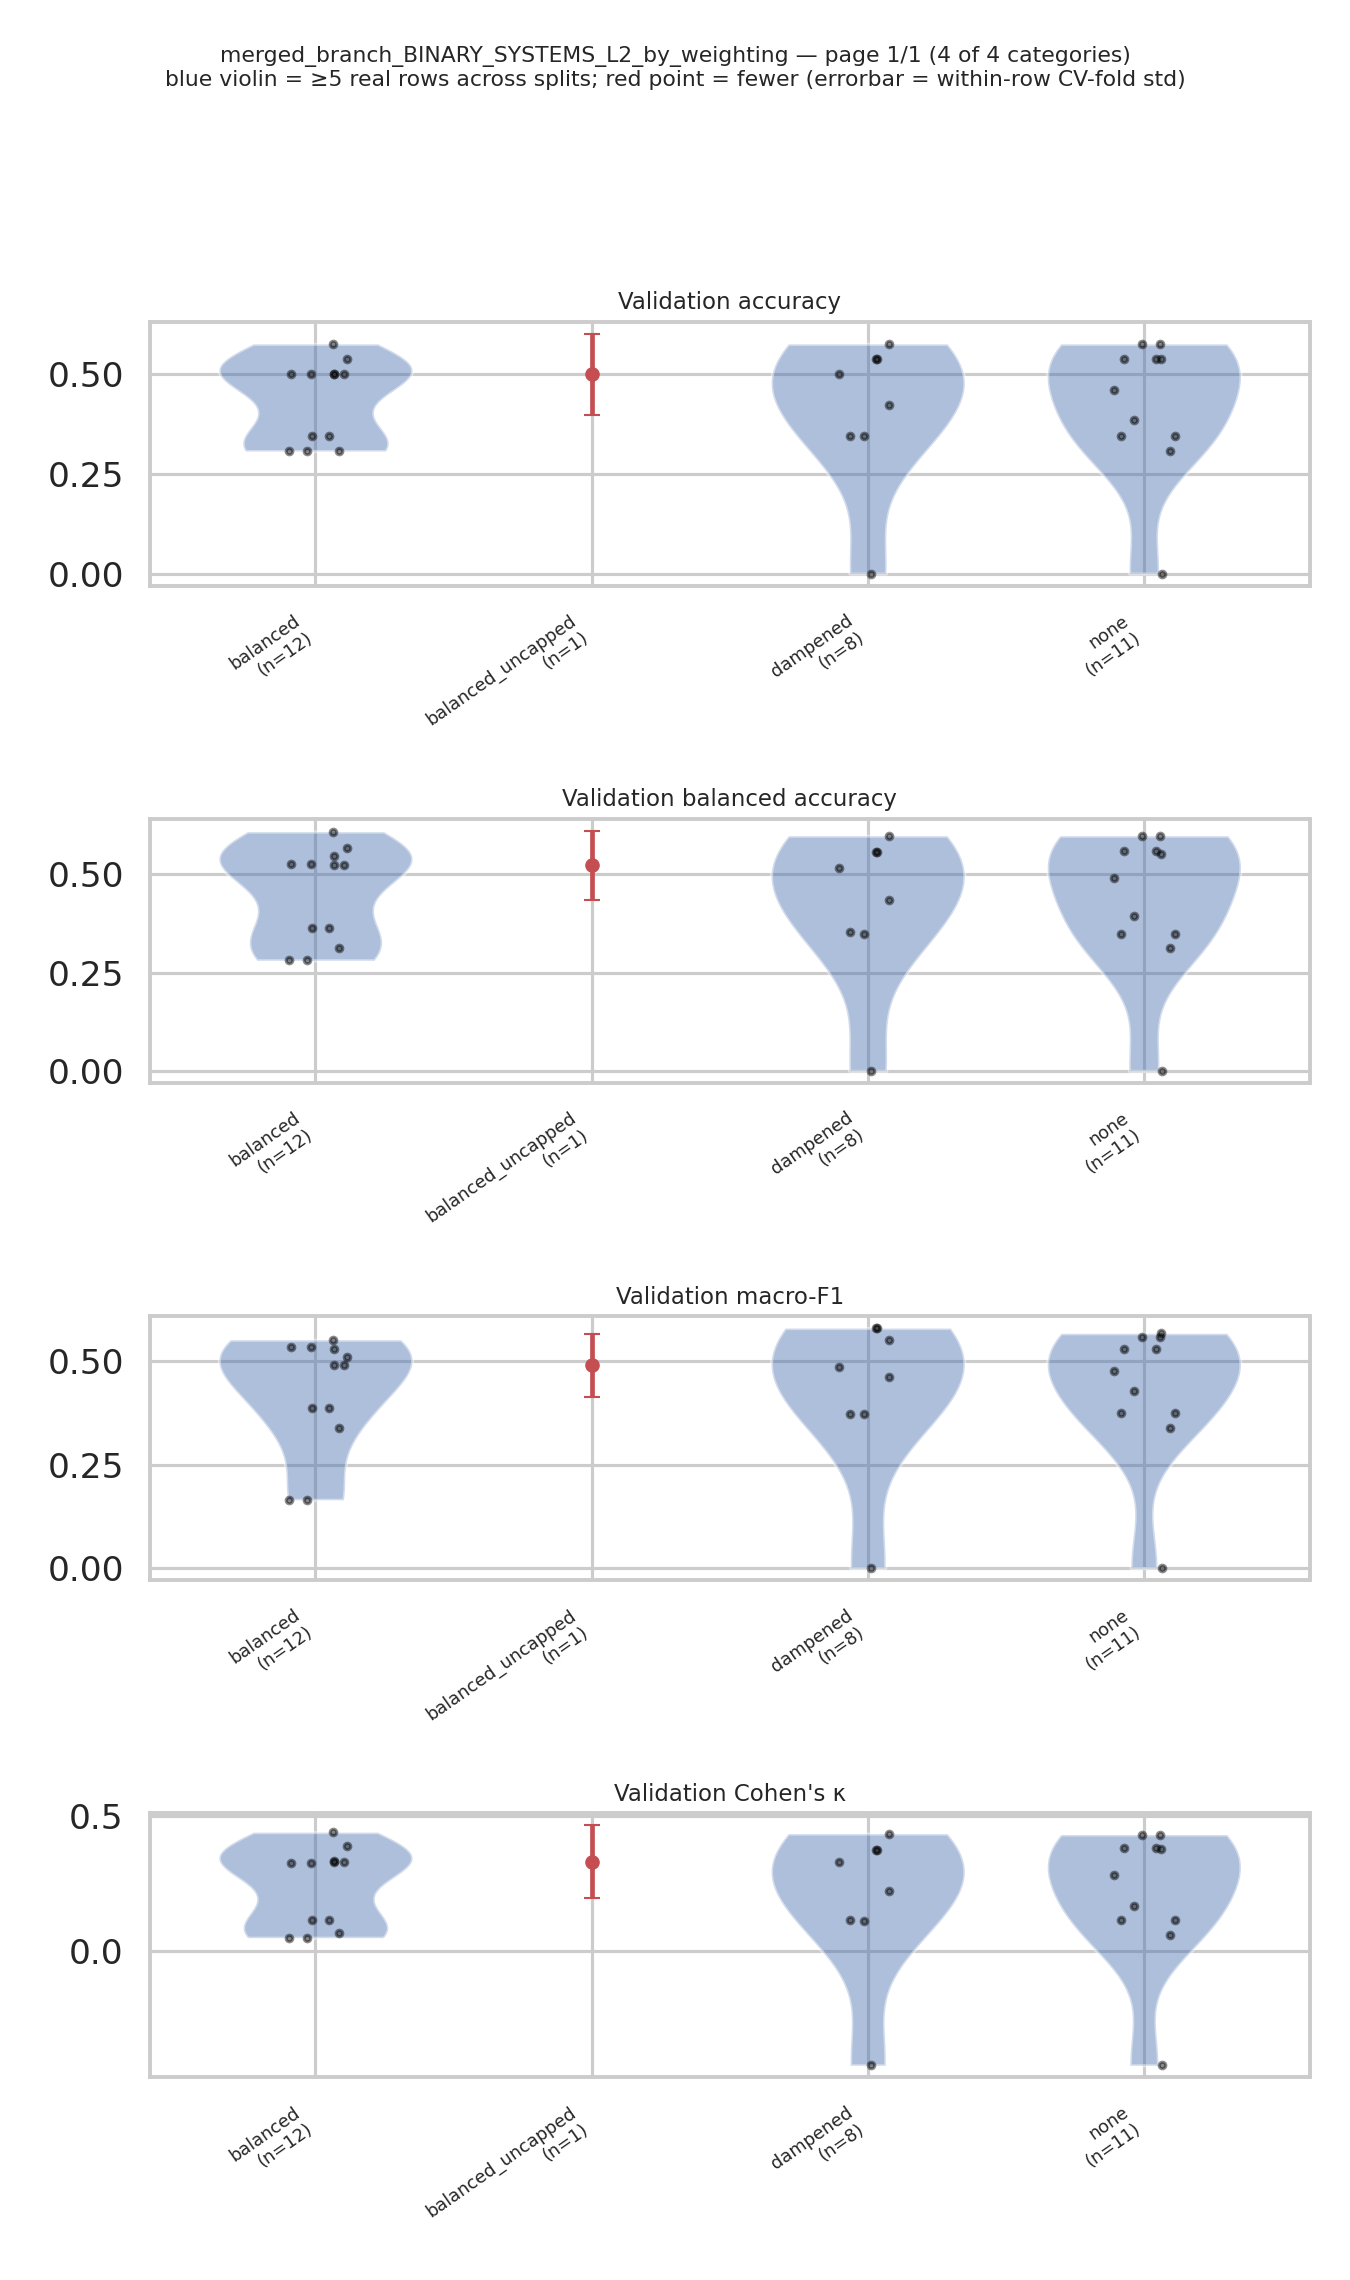 merged_branch_BINARY_SYSTEMS_L2_by_weighting — page 1/1 (4 of 4 categories)
blue violin = ≥5 real rows across splits; red point = fewer (errorbar = within-row CV-fold std)
Validation accuracy
0.50
0.25
0.00
balanced
(n=12)
balanced_uncapped
(n=1)
dampened
(n=8)
none
(n=11)
Validation balanced accuracy
0.50
0.25
0.00
balanced
(n=12)
balanced_uncapped
(n=1)
dampened
(n=8)
none
(n=11)
Validation macro-F1
0.50
0.25
0.00
balanced
(n=12)
balanced_uncapped
(n=1)
dampened
(n=8)
none
(n=11)
Validation Cohen's κ
0.5
0.0
balanced
(n=12)
balanced_uncapped
(n=1)
dampened
(n=8)
none
(n=11)